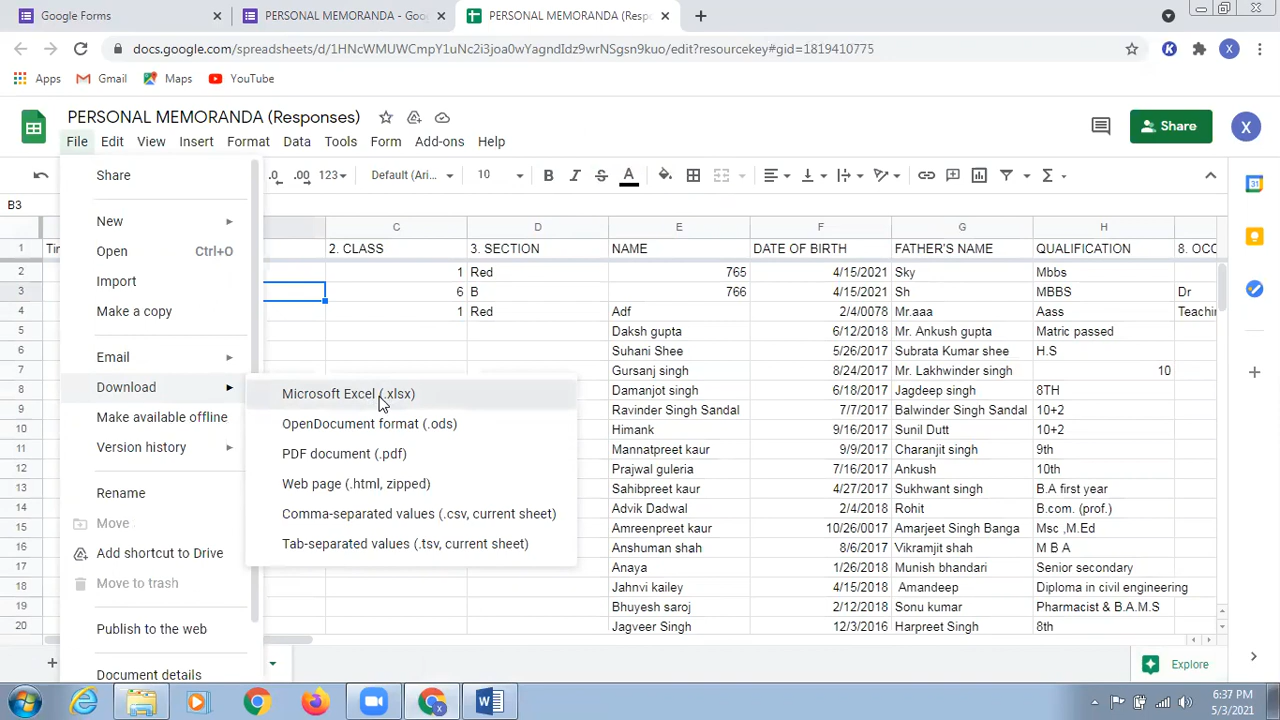 Google Forms
PERSONAL MEMORANDA - Goo
PERSONAL MEMORANDA (Resp
docs.google.com/spreadsheets/d/1HNcWMUWCmpY1uNc2i3joa0wYagndIdz9wrNSgsn9kuo/edit?resourcekey#gid=1819410775
K
X
Apps
Gmail
Maps
YouTube
PERSONAL MEMORANDA (Responses)
File
Edit
View
Insert
Format
Data
Tools
Form
Add-ons
Help
Share
X
.0
.00
123
Default (Ari...
10
B
I
S
A
31
B3
Share
New
Open Ctrl+O
Import
Make a copy
Email
Download
Make available offline
Version history
Rename
Move
Add shortcut to Drive
Move to trash
Publish to the web
Document details
Microsoft Excel (.xlsx)
OpenDocument format (.ods)
PDF document (.pdf)
Web page (.html, zipped)
Comma-separated values (.csv, current sheet)
Tab-separated values (.tsv, current sheet)
C D E F G H
1 2. CLASS 3. SECTION NAME DATE OF BIRTH FATHER'S NAME QUALIFICATION 8. OCC
2 1 Red 765 4/15/2021 Sky Mbbs
3 6 B 766 4/15/2021 Sh MBBS Dr
4 1 Red Adf 2/4/0078 Mr.aaa Aass Teachin
5 Daksh gupta 6/12/2018 Mr. Ankush gupta Matric passed
6 Suhani Shee 5/26/2017 Subrata Kumar shee H.S
7 Gursanj singh 8/24/2017 Mr. Lakhwinder singh 10
8 Damanjot singh 6/18/2017 Jagdeep singh 8TH
9 Ravinder Singh Sandal 7/7/2017 Balwinder Singh Sandal 10+2
10 Himank 9/16/2017 Sunil Dutt 10+2
11 Mannatpreet kaur 9/9/2017 Charanjit singh 9th
12 Prajwal guleria 7/16/2017 Ankush 10th
13 Sahibpreet kaur 4/27/2017 Sukhwant singh B.A first year
14 Advik Dadwal 2/4/2018 Rohit B.com. (prof.)
15 Amreenpreet kaur 10/26/0017 Amarjeet Singh Banga Msc ,M.Ed
16 Anshuman shah 8/6/2017 Vikramjit shah M B A
17 Anaya 1/26/2018 Munish bhandari Senior secondary
18 Jahnvi kailey 4/15/2018 Amandeep Diploma in civil engineering
19 Bhuyesh saroj 2/12/2018 Sonu kumar Pharmacist & B.A.M.S
20 Jagveer Singh 12/3/2016 Harpreet Singh 8th
Explore
6:37 PM
5/3/2021